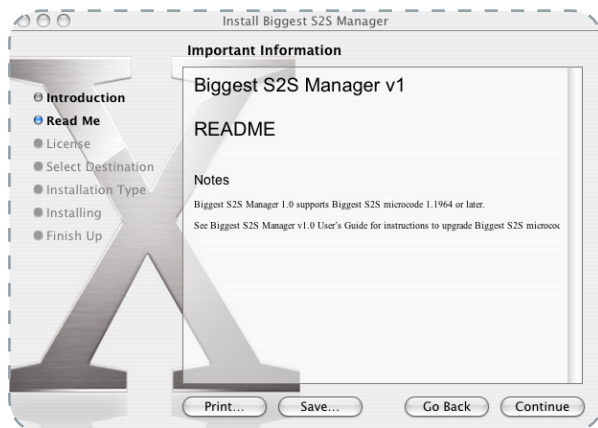 Install Biggest S2S Manager
Important Information
Introduction
Read Me
License
Select Destination
Installation Type
Installing
Finish Up
Biggest S2S Manager v1
README
Notes
Biggest S2S Manager 1.0 supports Biggest S2S microcode 1.1964 or later.
See Biggest S2S Manager v1.0 User's Guide for instructions to upgrade Biggest S2S
Print...
Save...
Go Back
Continue